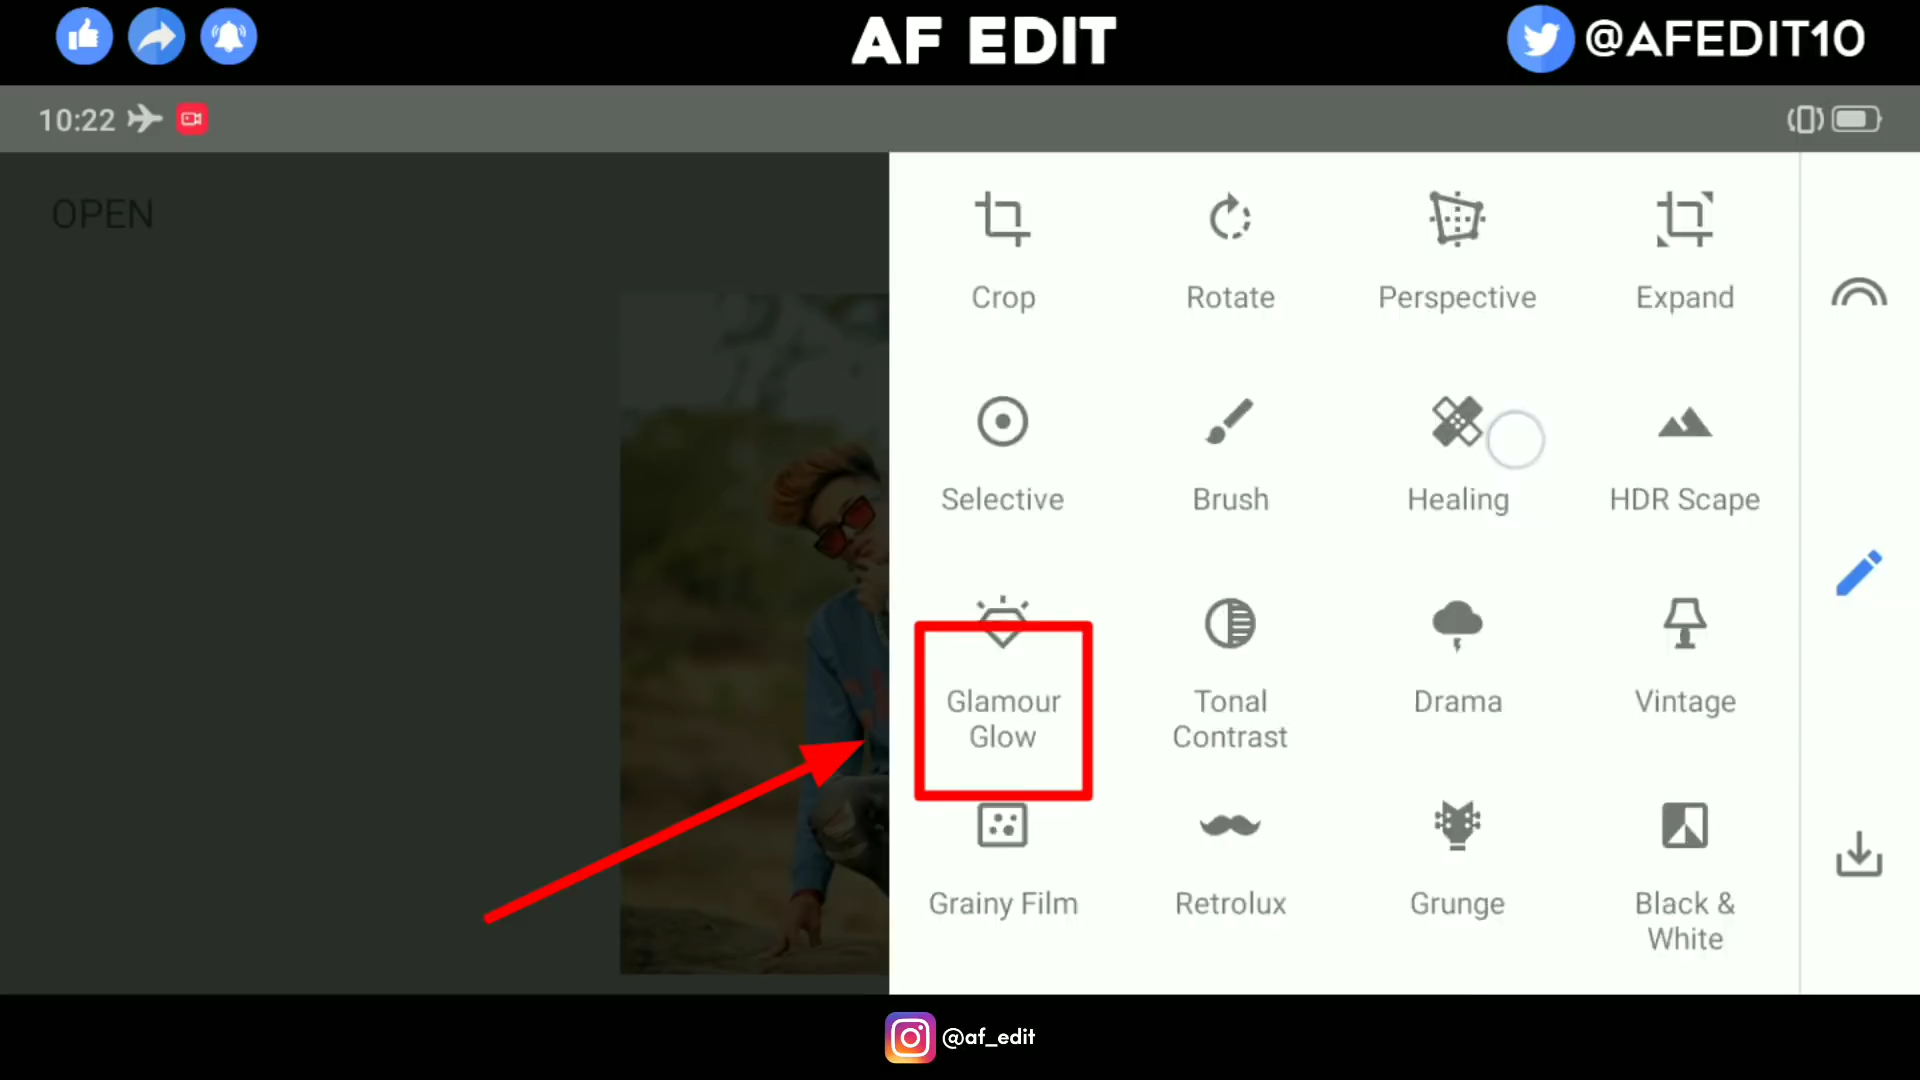 AF EDIT
@AFEDIT10
10:22
OPEN
Crop
Rotate
Perspective
Expand
Selective
Brush
Healing
HDR Scape
Glamour
Glow
Tonal
Contrast
Drama
Vintage
Grainy Film
Retrolux
Grunge
Black &
White
@af_edit